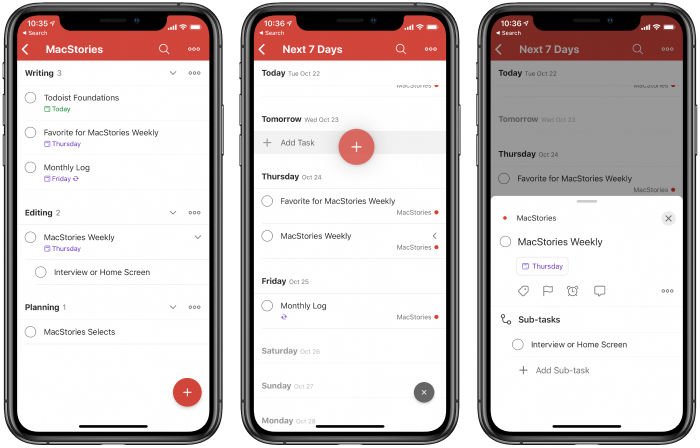 10:35
Search
MacStories
Writing 3
Todoist Foundations
Today
Favorite for MacStories Weekly
Thursday
Monthly Log
Friday
Editing 2
MacStories Weekly
Thursday
Interview or Home Screen
Planning 1
MacStories Selects
10:36
Search
Next 7 Days
Today Tue Oct 22
MacStories
Tomorrow Wed Oct 23
Add Task
Thursday Oct 24
Favorite for MacStories Weekly
MacStories
MacStories Weekly
MacStories
Friday Oct 25
Monthly Log
MacStories
Saturday Oct 26
Sunday Oct 27
Monday Oct 28
10:36
Search
Next 7 Days
Today Tue Oct 22
MacStories
Tomorrow Wed Oct 23
Thursday Oct 24
Favorite for MacStories Weekly
MacStories
MacStories
MacStories Weekly
Thursday
Sub-tasks
Interview or Home Screen
Add Sub-task